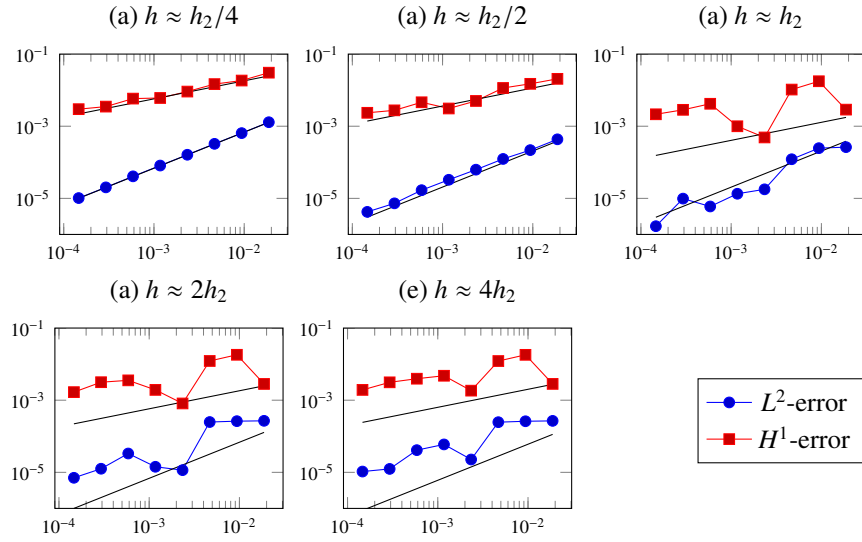 (a) h ≈ h₂/4
(a) h ≈ h₂/2
(a) h ≈ h₂
10⁻¹
10⁻³
10⁻⁵
10⁻⁴ 10⁻³ 10⁻²
10⁻¹
10⁻³
10⁻⁵
10⁻⁴ 10⁻³ 10⁻²
10⁻¹
10⁻³
10⁻⁵
10⁻⁴ 10⁻³ 10⁻²
(a) h ≈ 2h₂
(e) h ≈ 4h₂
10⁻¹
10⁻³
10⁻⁵
10⁻⁴ 10⁻³ 10⁻²
10⁻¹
10⁻³
10⁻⁵
10⁻⁴ 10⁻³ 10⁻²
L²-error
H¹-error